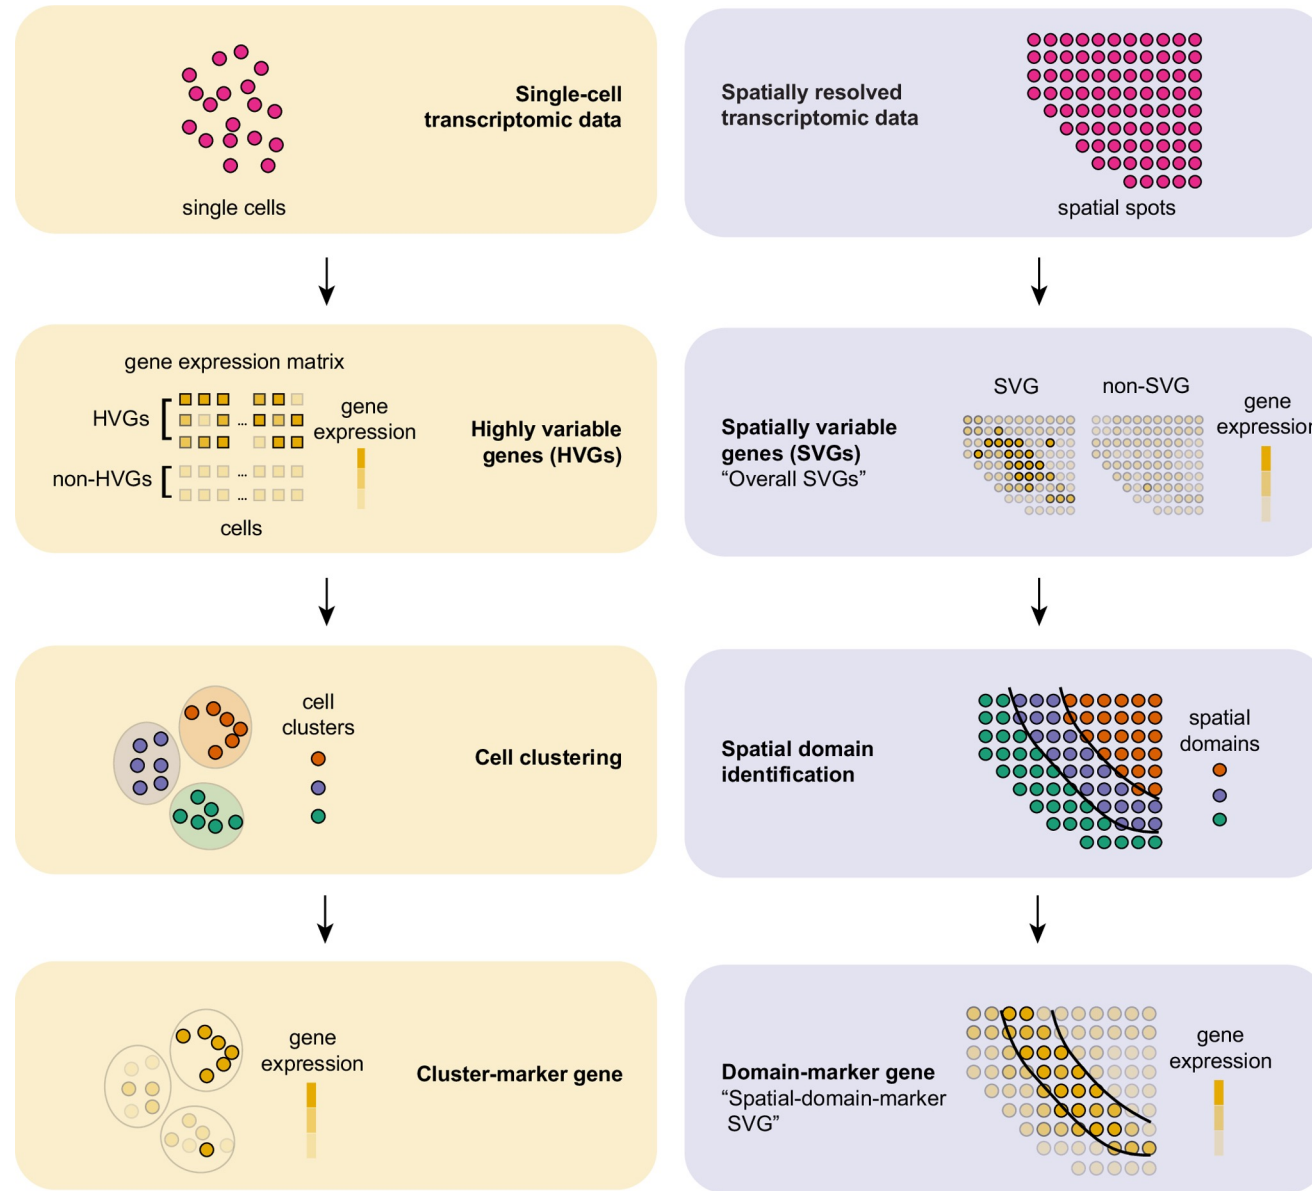 Single-cell
transcriptomic data
single cells
Spatially resolved
transcriptomic data
spatial spots
gene expression matrix
HVGs
non-HVGs
...
...
...
cells
gene
expression
Highly variable
genes (HVGs)
Spatially variable
genes (SVGs)
“Overall SVGs”
SVG
non-SVG
gene
expression
cell
clusters
Cell clustering
Spatial domain
identification
spatial
domains
gene
expression
Cluster-marker gene
Domain-marker gene
“Spatial-domain-marker
SVG”
gene
expression